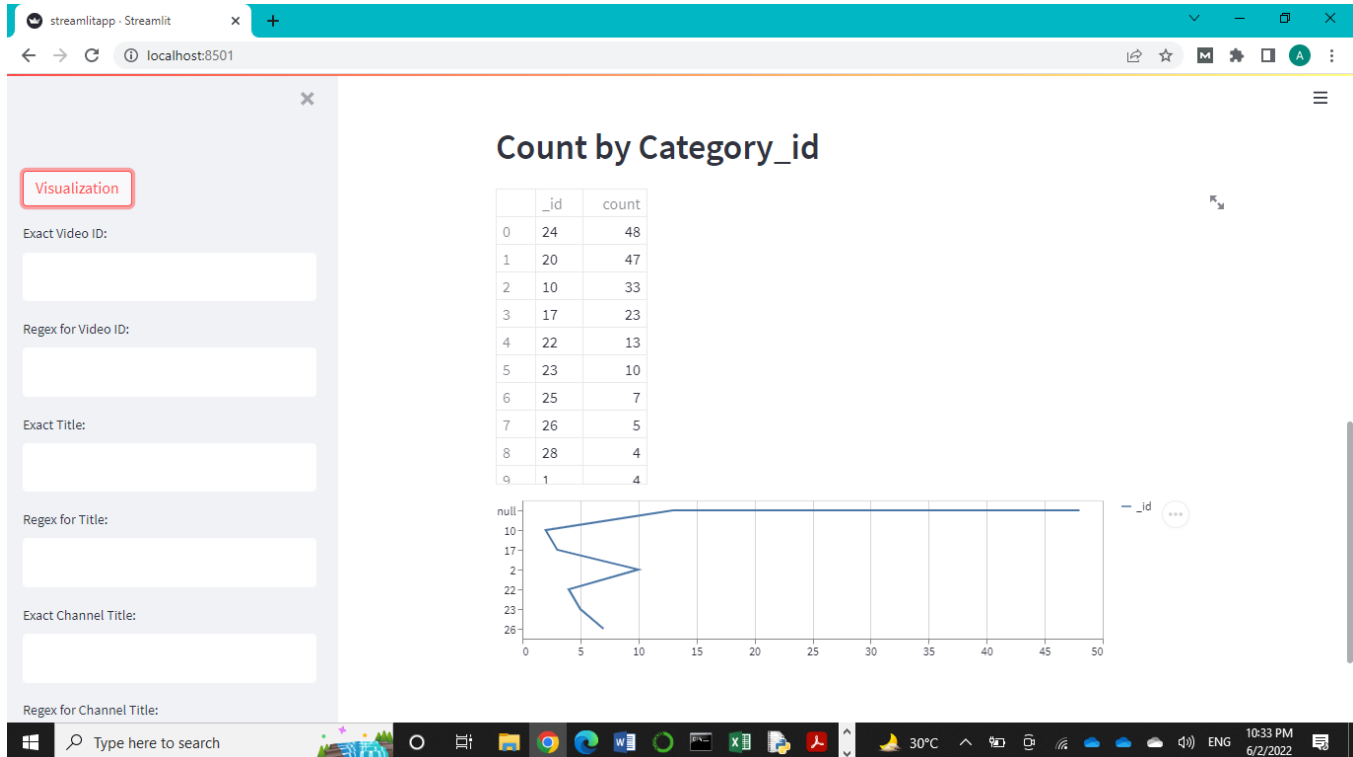 streamlitapp · Streamlit
localhost:8501
A
Visualization
Exact Video ID:
Regex for Video ID:
Exact Title:
Regex for Title:
Exact Channel Title:
Regex for Channel Title:
Count by Category_id
_id count
0 24 48
1 20 47
2 10 33
3 17 23
4 22 13
5 23 10
6 25 7
7 26 5
8 28 4
9 1 4
null
10
17
2
22
23
26
0 5 10 15 20 25 30 35 40 45 50
_id
Type here to search
30°C
ENG
10:33 PM
6/2/2022